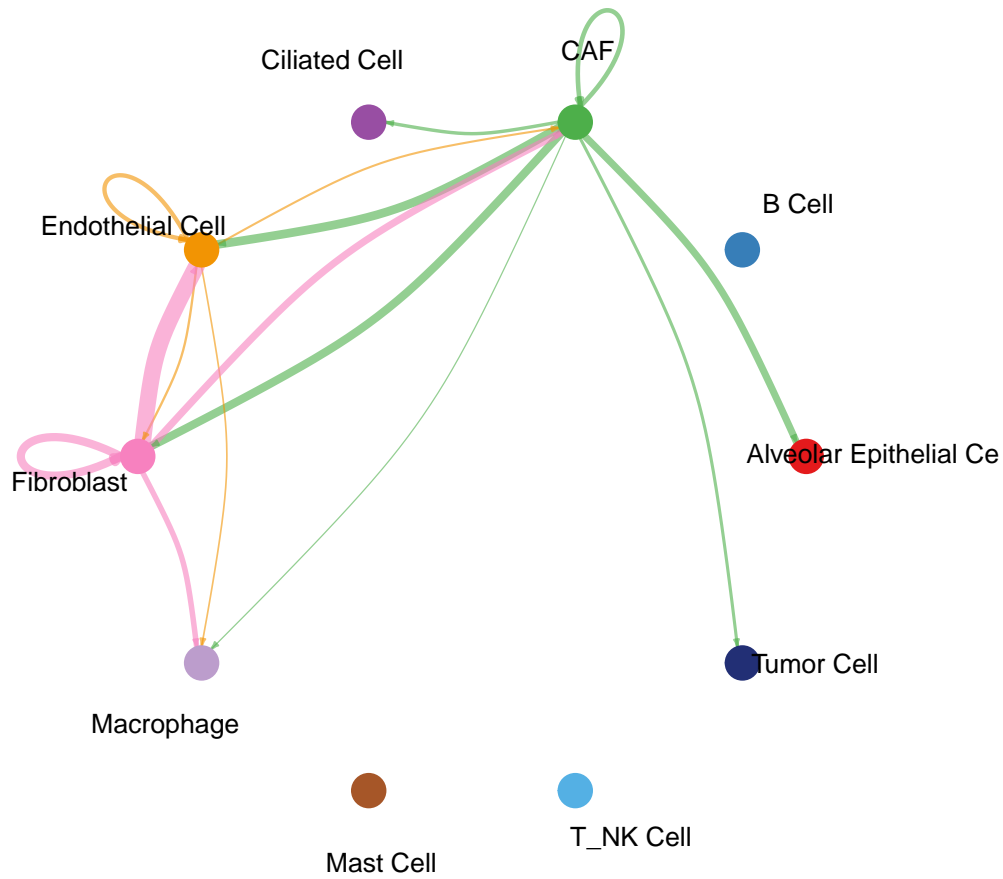 CAF
Ciliated Cell
B Cell
Endothelial Cell
Alveolar Epithelial Ce
Fibroblast
Tumor Cell
Macrophage
T_NK Cell
Mast Cell